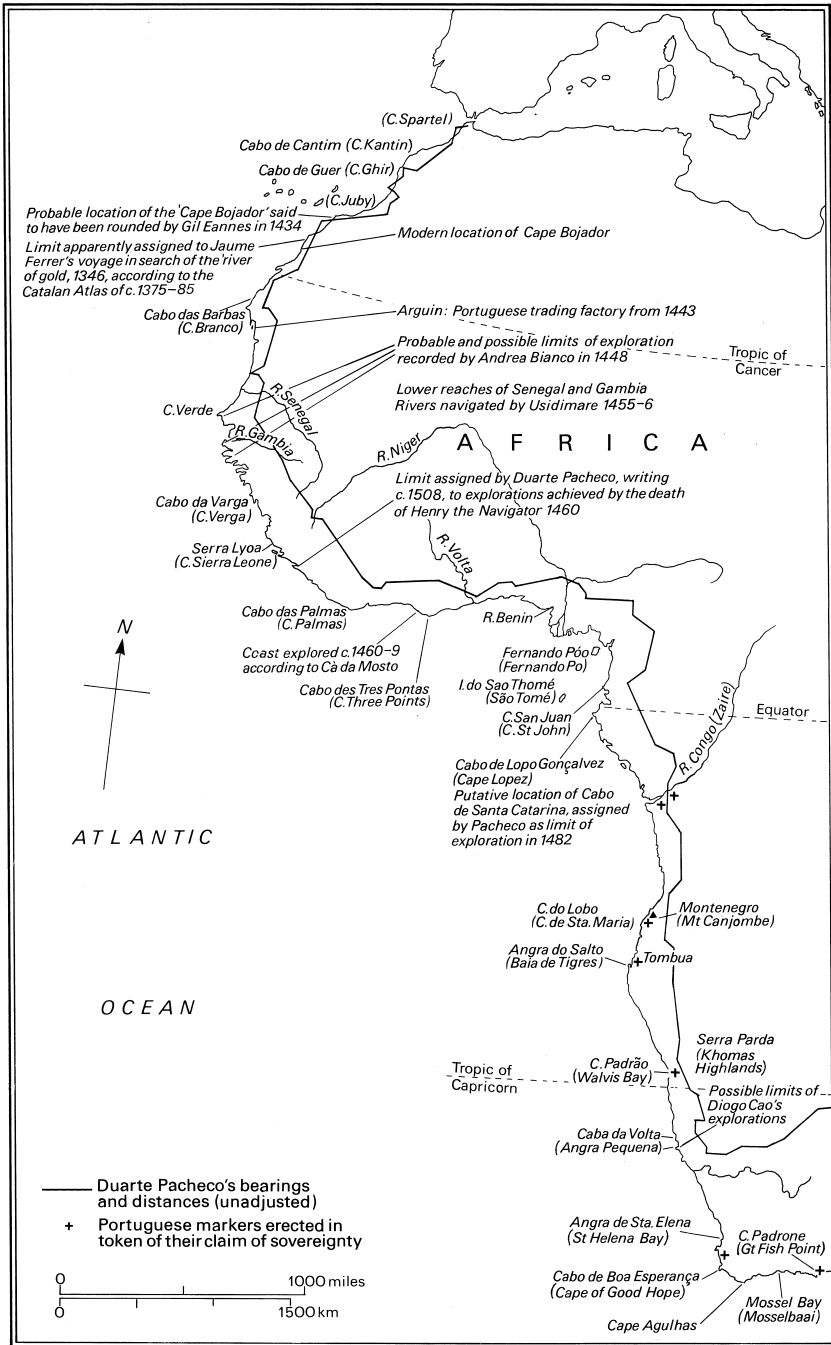 (C.Spartel)
Cabo de Cantim (C.Kantin)
Cabo de Guer (C.Ghir)
(C.Juby)
Probable location of the 'Cape Bojador' said
to have been rounded by Gil Eannes in 1434
Modern location of Cape Bojador
Limit apparently assigned to Jaume
Ferrer's voyage in search of the 'river
of gold, 1346, according to the
Catalan Atlas of c.1375–85
Cabo das Barbas
(C.Branco)
Arguin: Portuguese trading factory from 1443
Probable and possible limits of exploration
recorded by Andrea Bianco in 1448
Tropic of
Cancer
Lower reaches of Senegal and Gambia
Rivers navigated by Usidimare 1455–6
C.Verde
R.Senegal
R.Gambia
R.Niger
AFRICA
Limit assigned by Duarte Pacheco, writing
c.1508, to explorations achieved by the death
of Henry the Navigator 1460
Cabo da Varga
(C.Verga)
R.Volta
Serra Lyoa
(C.Sierra Leone)
Cabo das Palmas
(C.Palmas)
R.Benin
N
Coast explored c.1460–9
according to Cà da Mosto
Fernando Póo
(Fernando Po)
Cabo des Tres Pontas
(C.Three Points)
I.do Sao Thomé
(São Tomé)
Equator
C.San Juan
(C.St John)
R.Congo (Zaire)
Cabo de Lopo Gonçalvez
(Cape Lopez)
Putative location of Cabo
de Santa Catarina, assigned
by Pacheco as limit of
exploration in 1482
ATLANTIC
C.do Lobo
(C.de Sta.Maria)
Montenegro
(Mt Canjombe)
Angra do Salto
(Baia de Tigres)
Tombua
OCEAN
Serra Parda
(Khomas
Highlands)
C.Padrão
(Walvis Bay)
Tropic of
Capricorn
Possible limits of
Diogo Cao's
explorations
Caba da Volta
(Angra Pequena)
Duarte Pacheco's bearings
and distances (unadjusted)
Portuguese markers erected in
token of their claim of sovereignty
Angra de Sta.Elena
(St Helena Bay)
C.Padrone
(Gt Fish Point)
Cabo de Boa Esperança
(Cape of Good Hope)
Mossel Bay
(Mosselbaai)
Cape Agulhas
0 1000 miles
0 1500 km